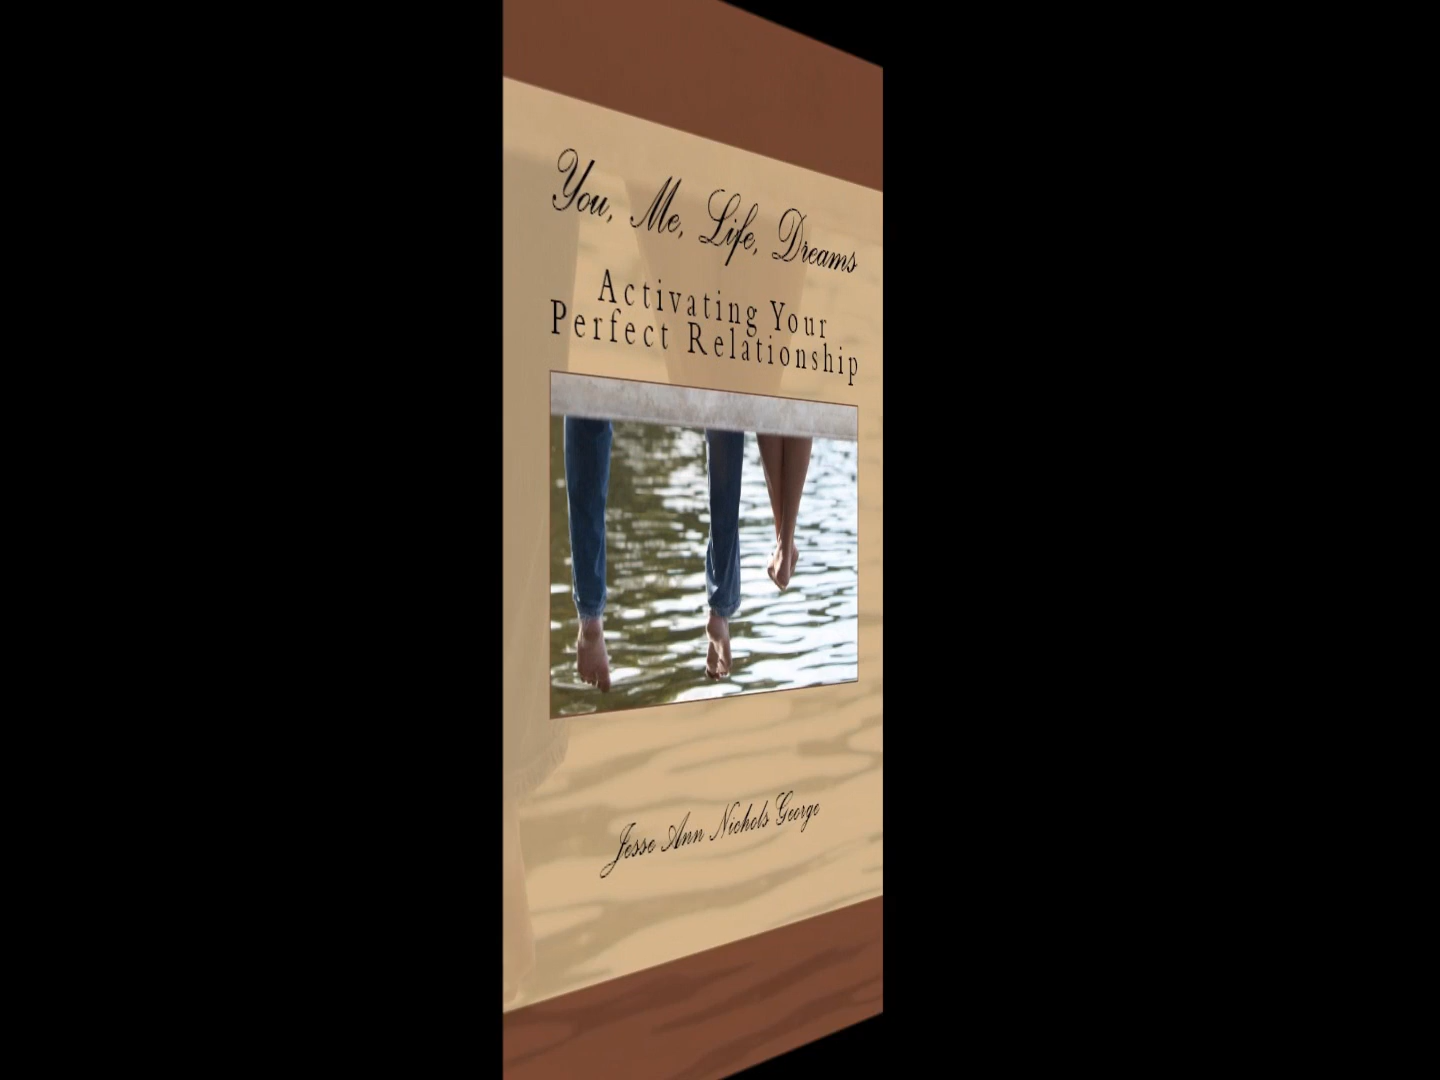 You, Me, Life, Dreams
Activating Your
Perfect Relationship
Jesse Ann Nichols George